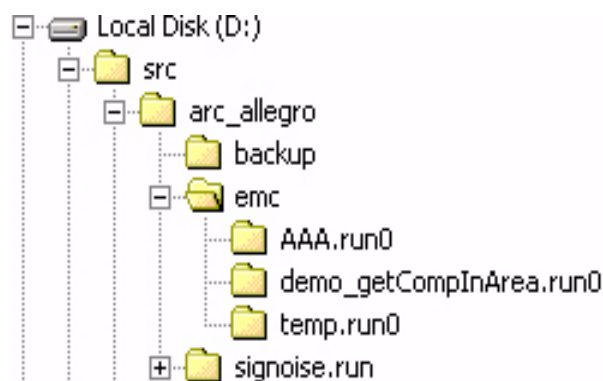 Local Disk (D:)
src
arc_allegro
backup
emc
AAA.run0
demo_getCompInArea.run0
temp.run0
signoise.run